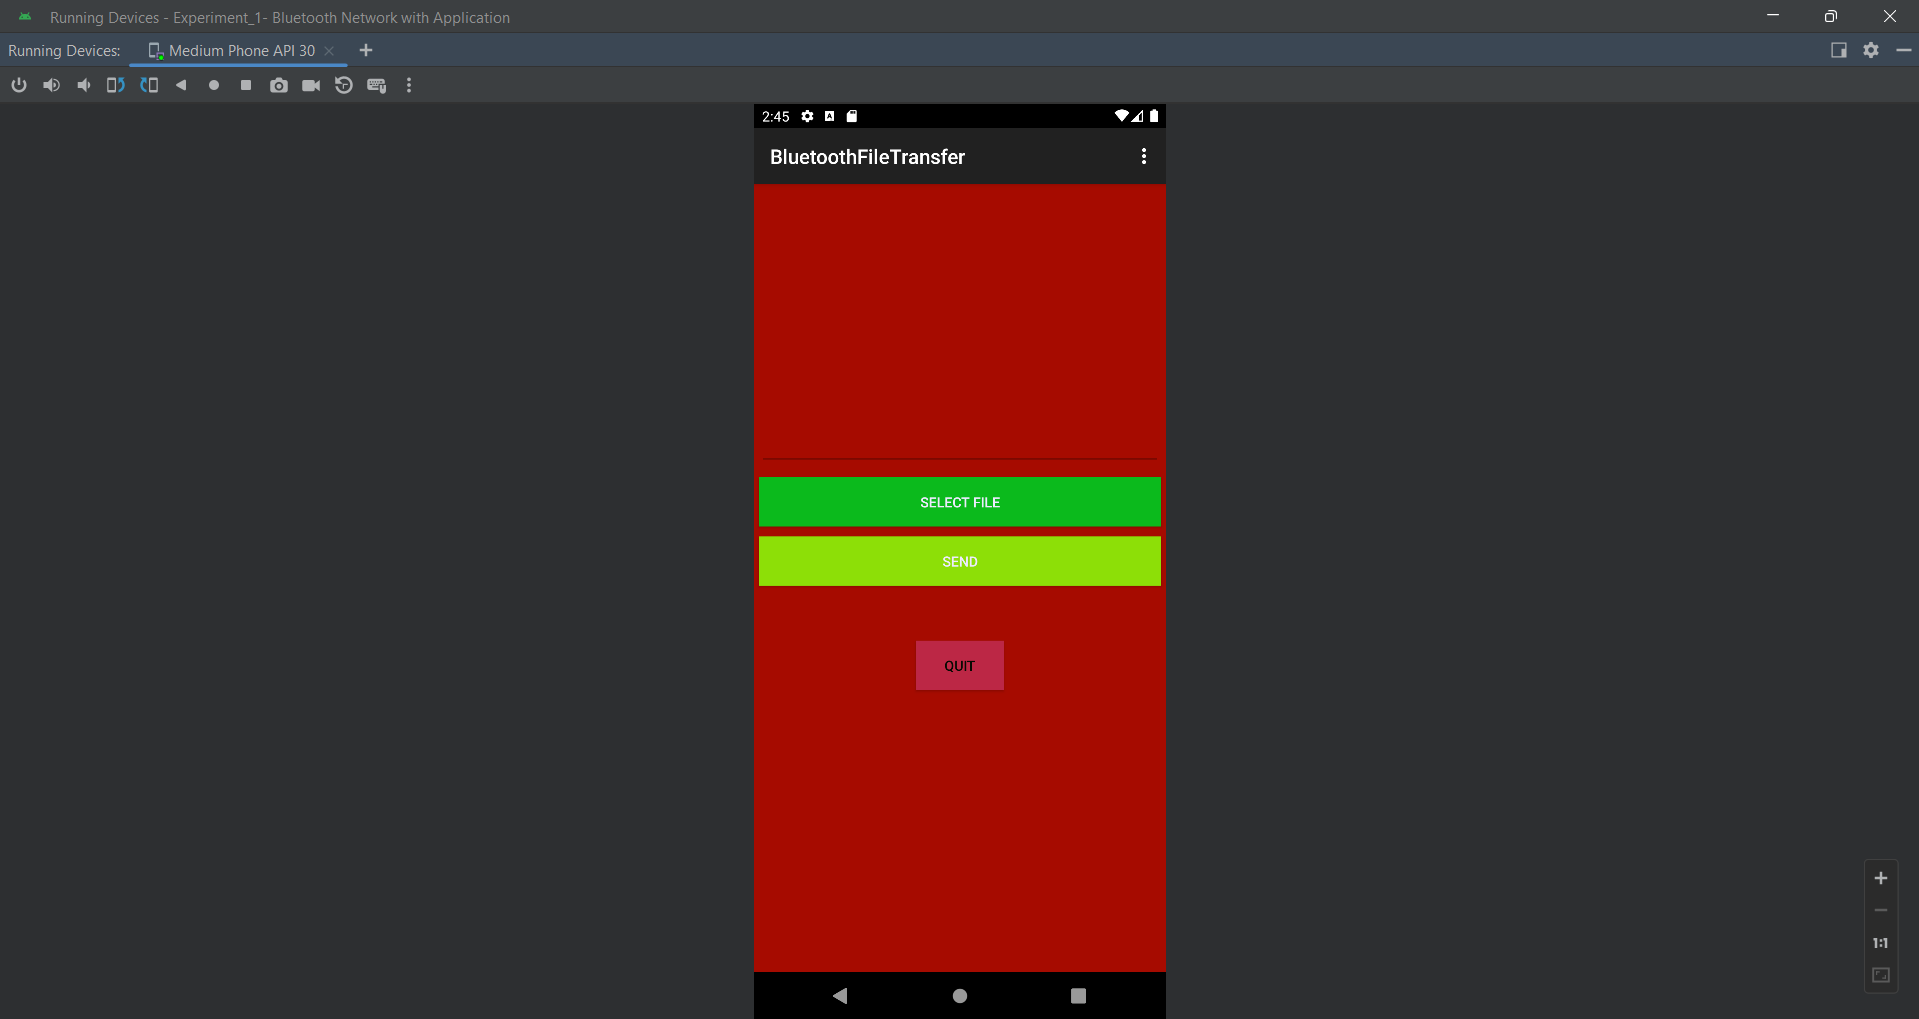 Running Devices - Experiment_1- Bluetooth Network with Application
Running Devices: Medium Phone API 30
2:45
BluetoothFileTransfer
SELECT FILE
SEND
QUIT
1:1